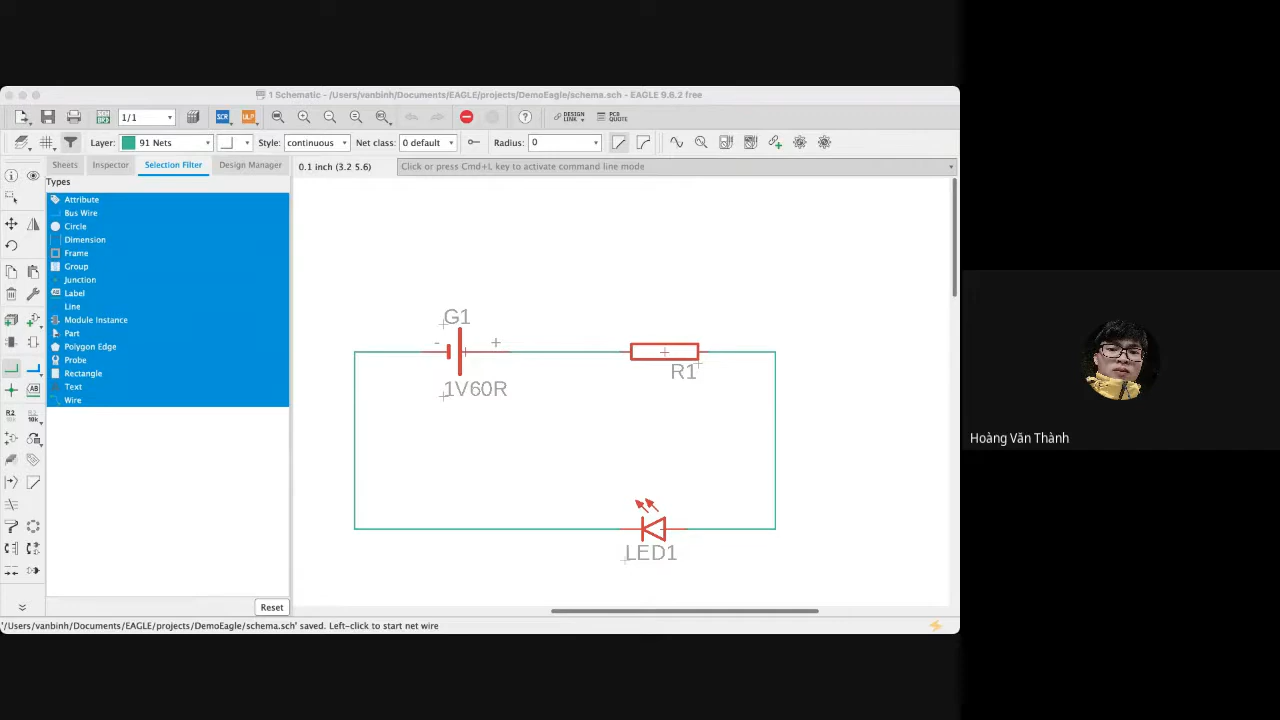 1 Schematic - /Users/vanbinh/Documents/EAGLE/projects/DemoEagle/schema.sch - EAGLE 9.6.2 free
1/1
SCR
ULP
DESIGN LINK
PCB QUOTE
Layer:
91 Nets
Style:
continuous
Net class:
0 default
Radius:
0
Sheets
Inspector
Selection Filter
Design Manager
0.1 inch (3.2 5.6)
Click or press Cmd+L key to activate command line mode
Types
Attribute
Bus Wire
Circle
Dimension
Frame
Group
Junction
Label
Line
Module Instance
Part
Polygon Edge
Probe
Rectangle
Text
Wire
G1
-
+
1V60R
R1
LED1
R2
Reset
'/Users/vanbinh/Documents/EAGLE/projects/DemoEagle/schema.sch' saved. Left-click to start net wire
Hoàng Văn Thành